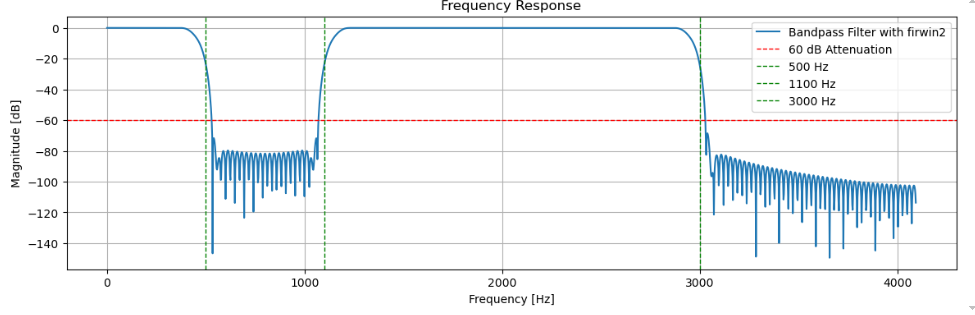 Frequency Response
0
−20
−40
−60
−80
−100
−120
−140
Magnitude [dB]
Bandpass Filter with firwin2
60 dB Attenuation
500 Hz
1100 Hz
3000 Hz
0 1000 2000 3000 4000
Frequency [Hz]